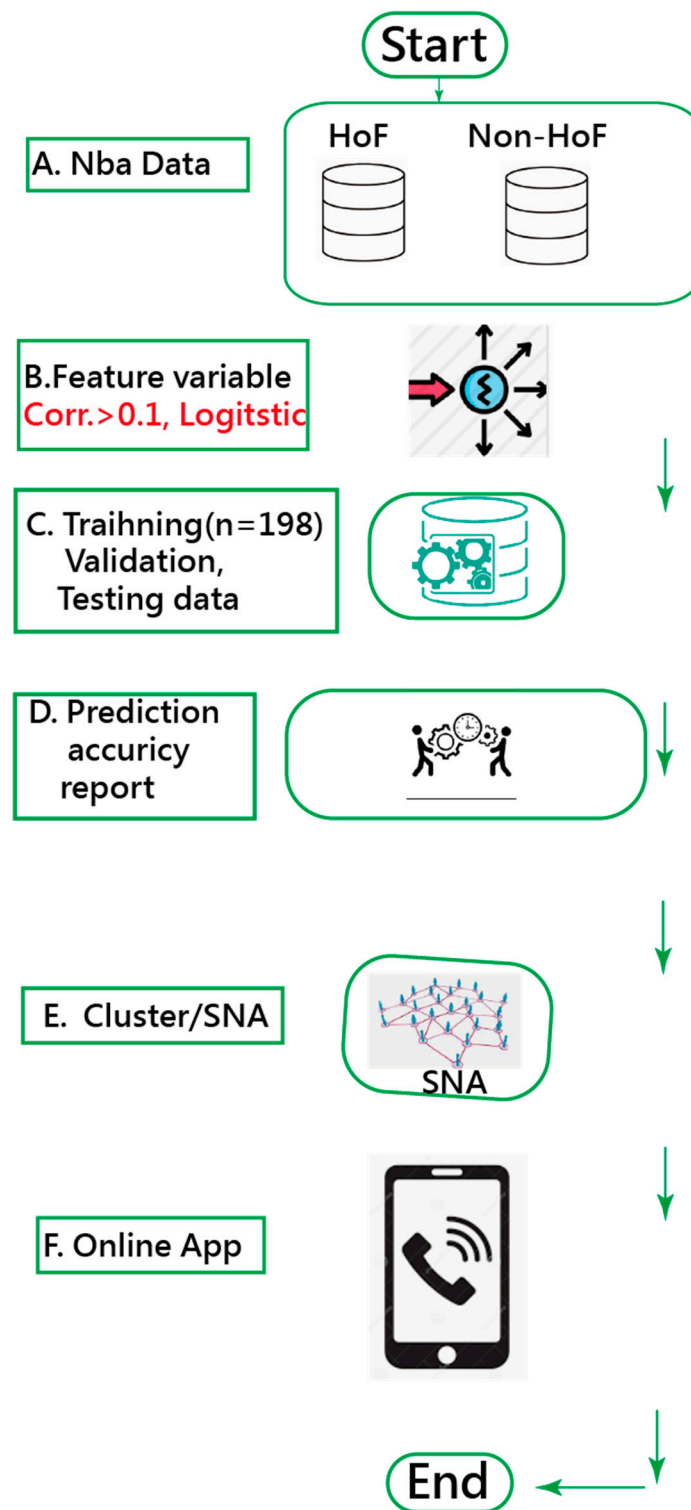 Start
HoF Non-HoF
A. Nba Data
B.Feature variable
Corr.>0.1, Logitstic
C. Traihning(n=198)
Validation,
Testing data
D. Prediction
accuricy
report
E. Cluster/SNA
SNA
F. Online App
End